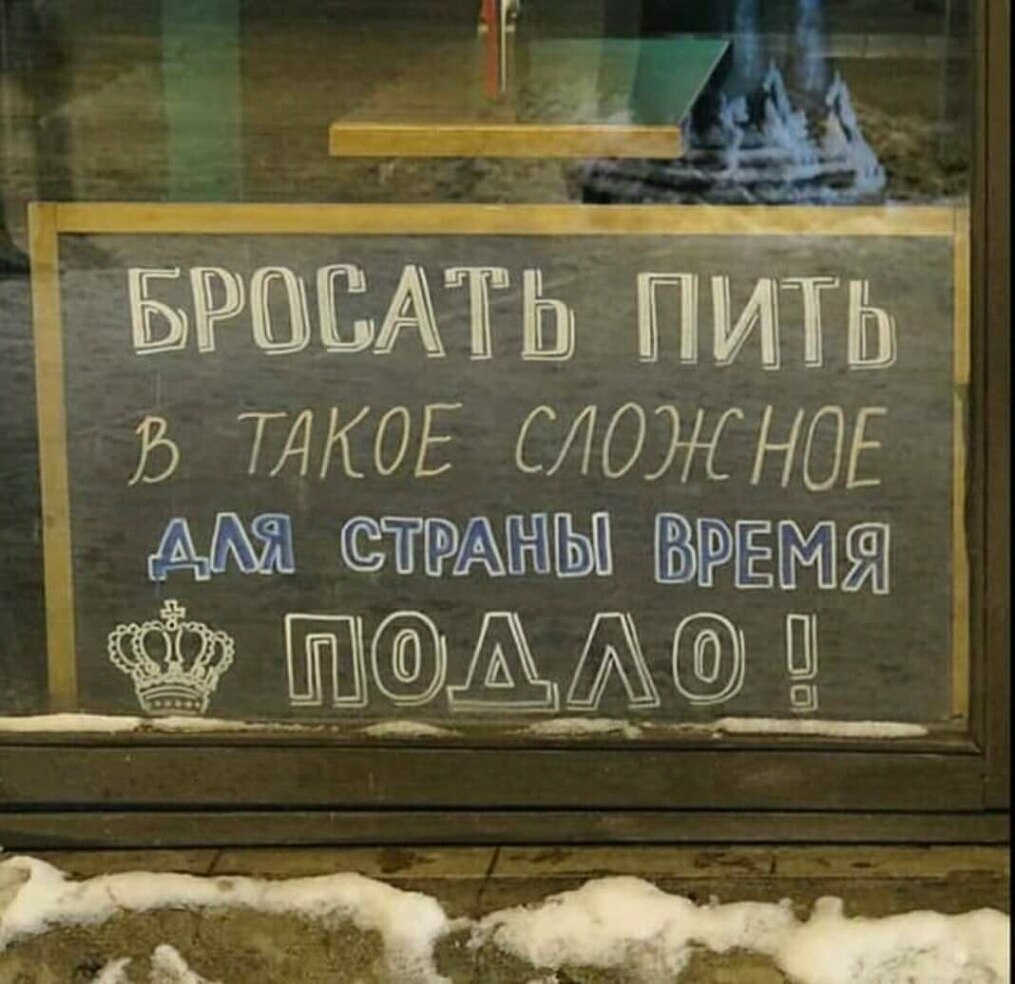 БРОСАТЬ ПИТЬ
В ТАКОЕ СЛОЖНОЕ
ДЛЯ СТРАНЫ ВРЕМЯ
ПОДЛО!